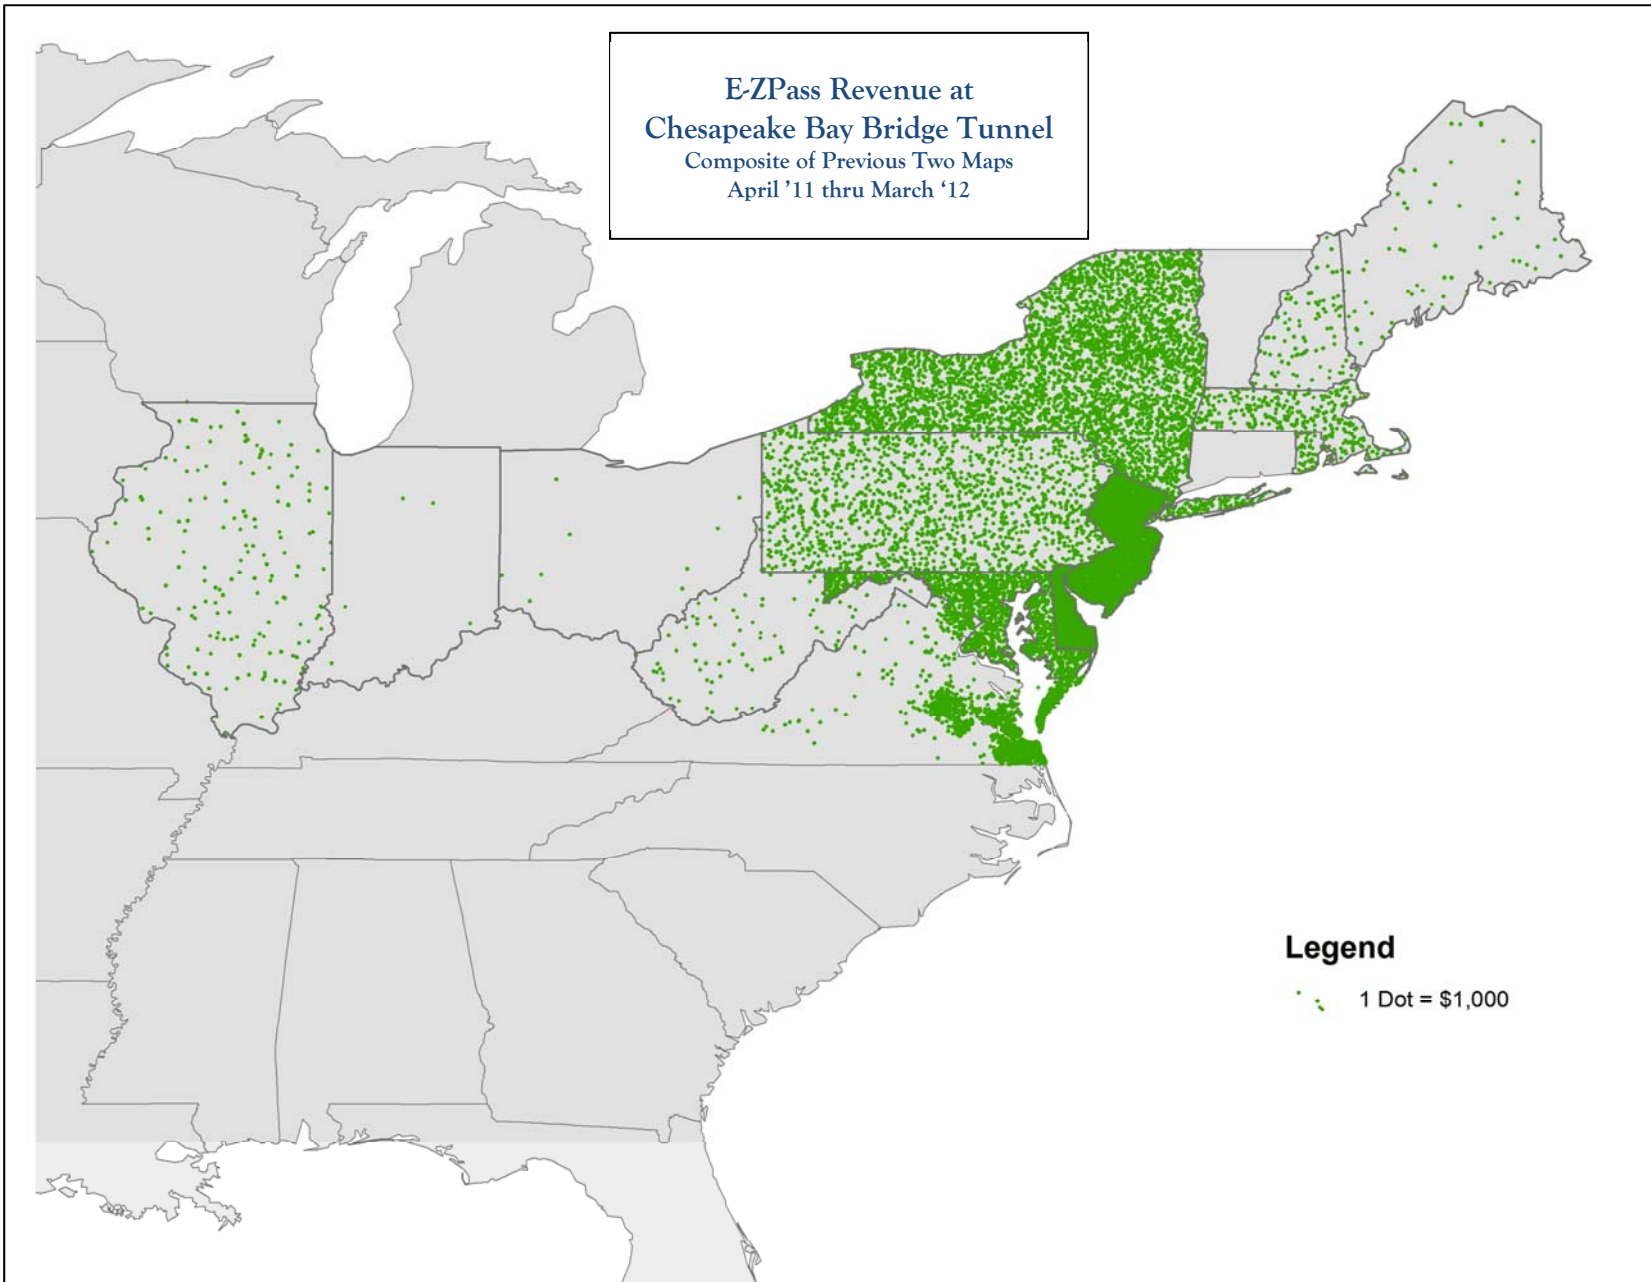 E-ZPass Revenue at
Chesapeake Bay Bridge Tunnel
Composite of Previous Two Maps
April ’11 thru March ‘12
Legend
1 Dot = $1,000